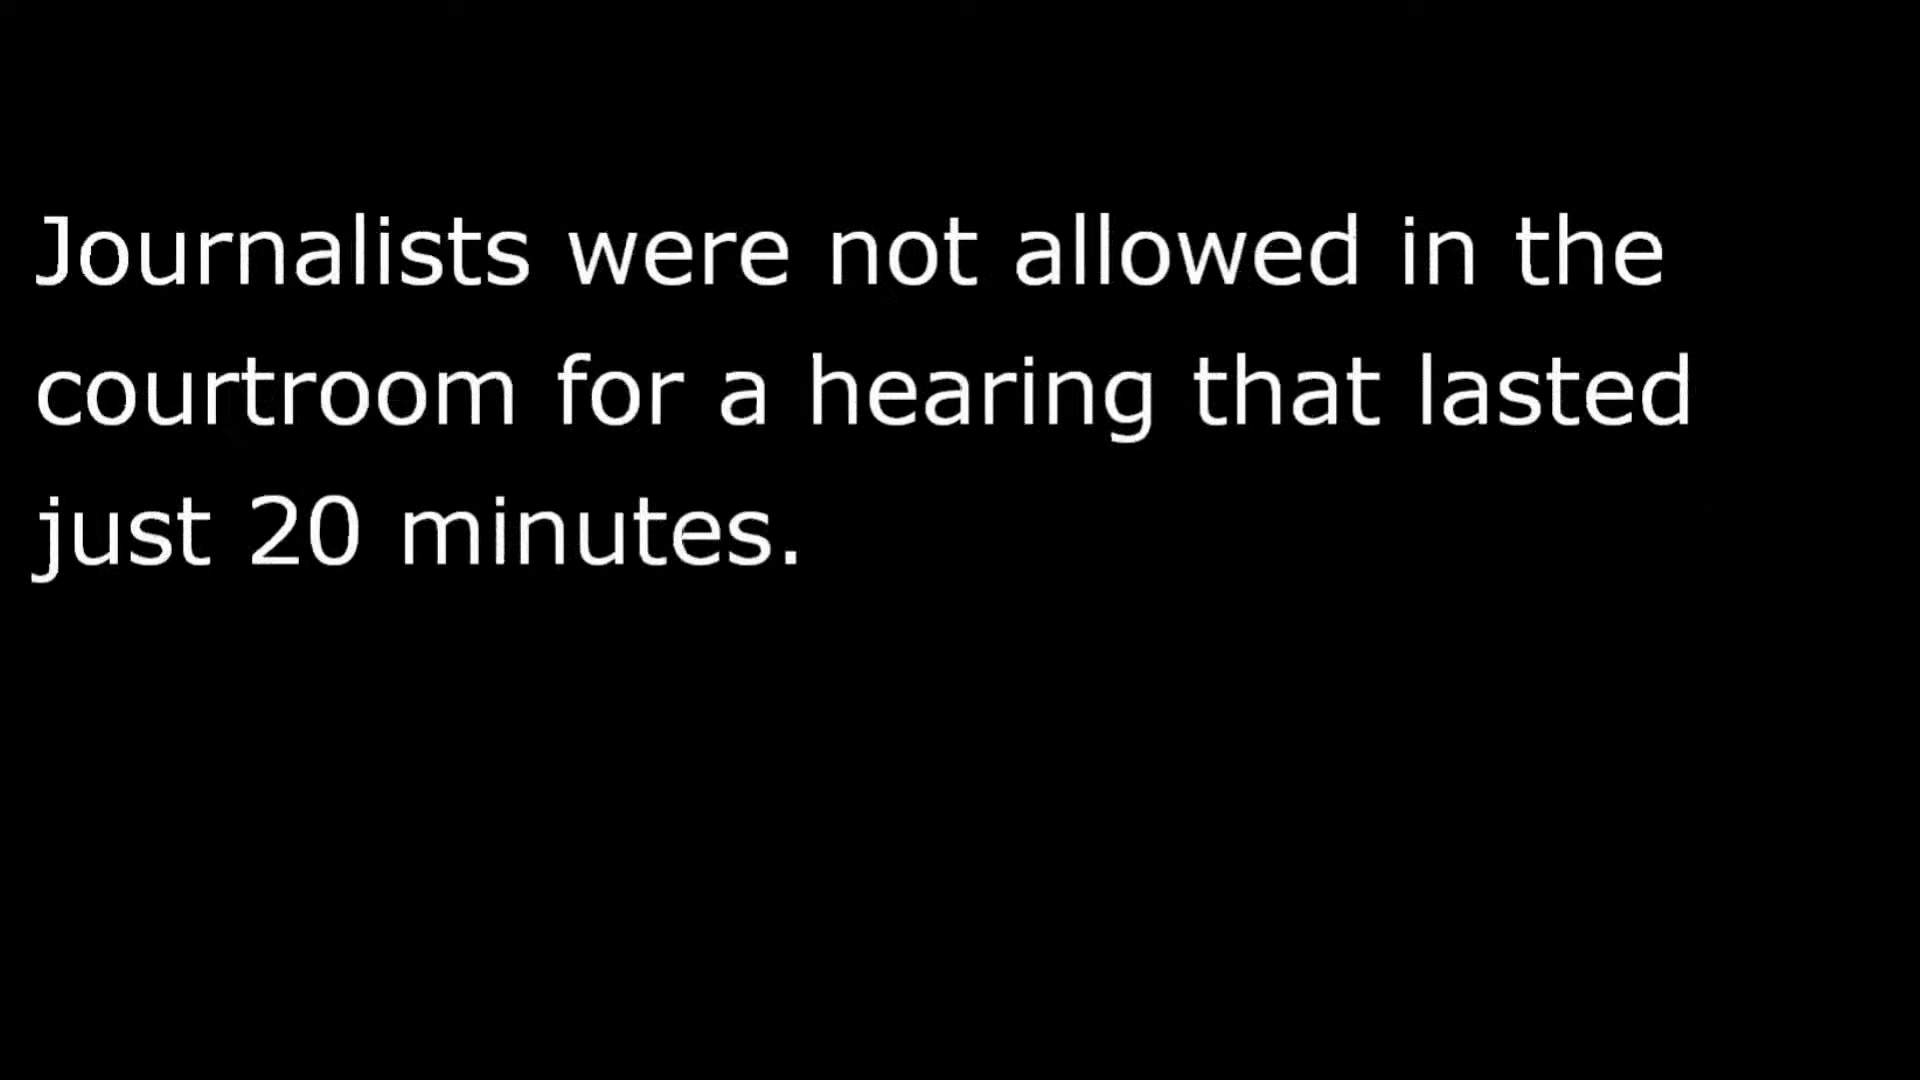 Journalists were not allowed in the
courtroom for a hearing that lasted
just 20 minutes.